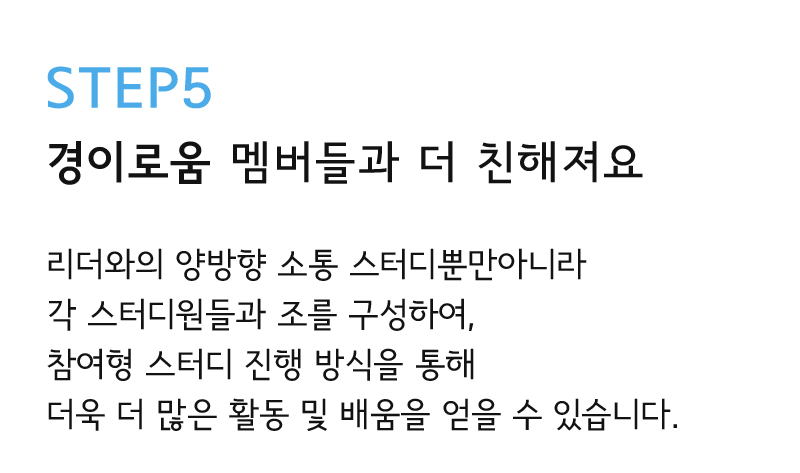 STEP5
경이로움 멤버들과 더 친해져요
리더와의 양방향 소통 스터디뿐만아니라
각 스터디원들과 조를 구성하여,
참여형 스터디 진행 방식을 통해
더욱 더 많은 활동 및 배움을 얻을 수 있습니다.